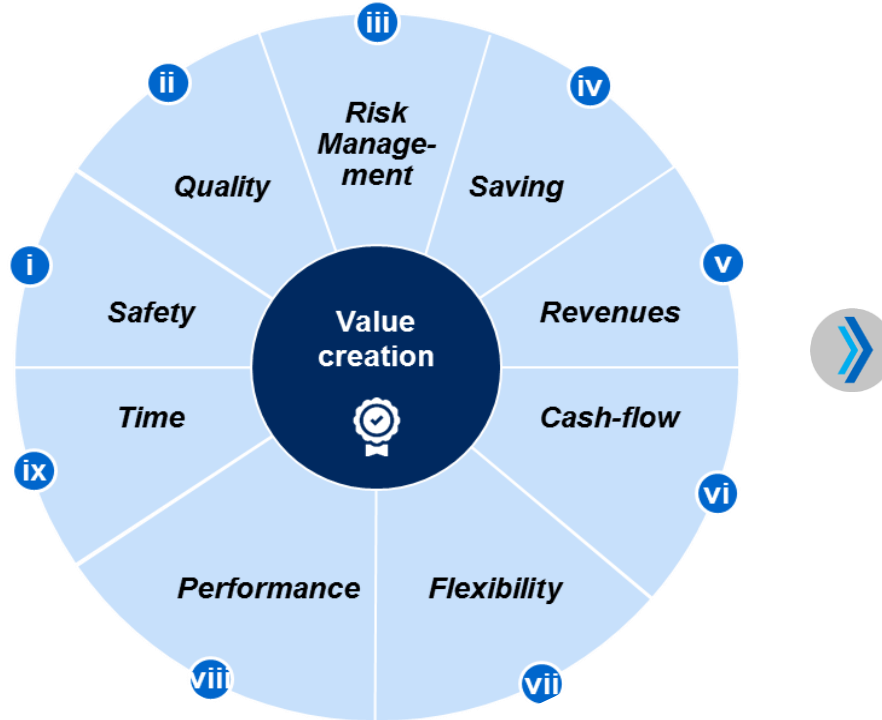 iii
ii
iv
Risk
Manage-
ment
Quality
Saving
i
v
Safety
Value
creation
Revenues
Time
Cash-flow
ix
vi
Performance
Flexibility
viii
vii